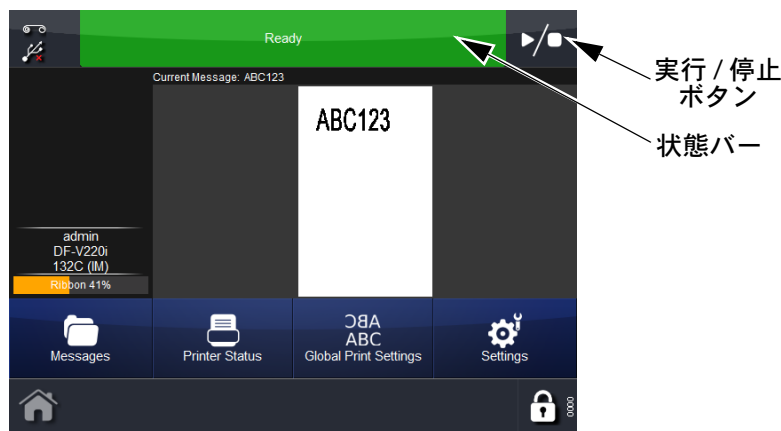 Ready
実行 / 停止
ボタン
Current Message: ABC123
ABC123
状態バー
admin
DF-V220i
132C (IM)
Ribbon 41%
ABC
ABC
Messages
Printer Status
Global Print Settings
Settings
0000